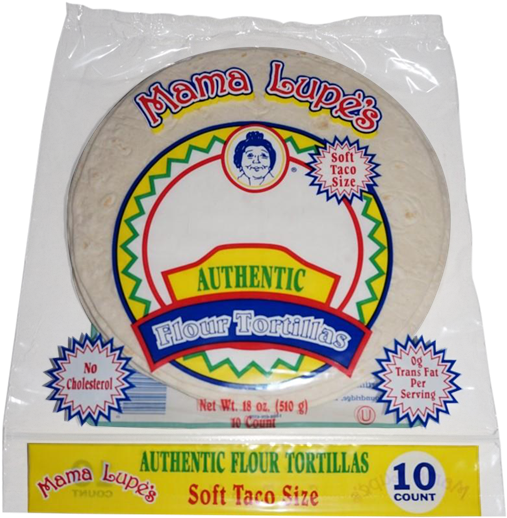 Mama Lupe's
Soft
Taco
Size
®
AUTHENTIC
Flour Tortillas
No
Cholesterol
0g
Trans Fat
Per
Serving
Net Wt. 18 oz. (510 g)
10 Count
U
Mama Lupe's
AUTHENTIC FLOUR TORTILLAS
Soft Taco Size
10
COUNT